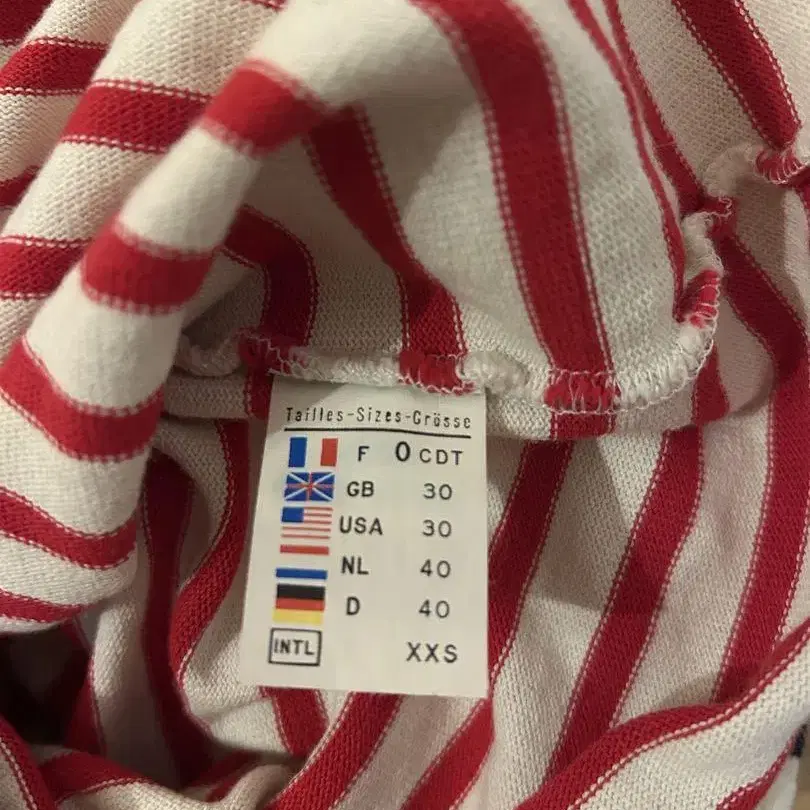 Tailles-Sizes-Grösse
F 0 CDT
GB 30
USA 30
NL 40
D 40
INTL XXS